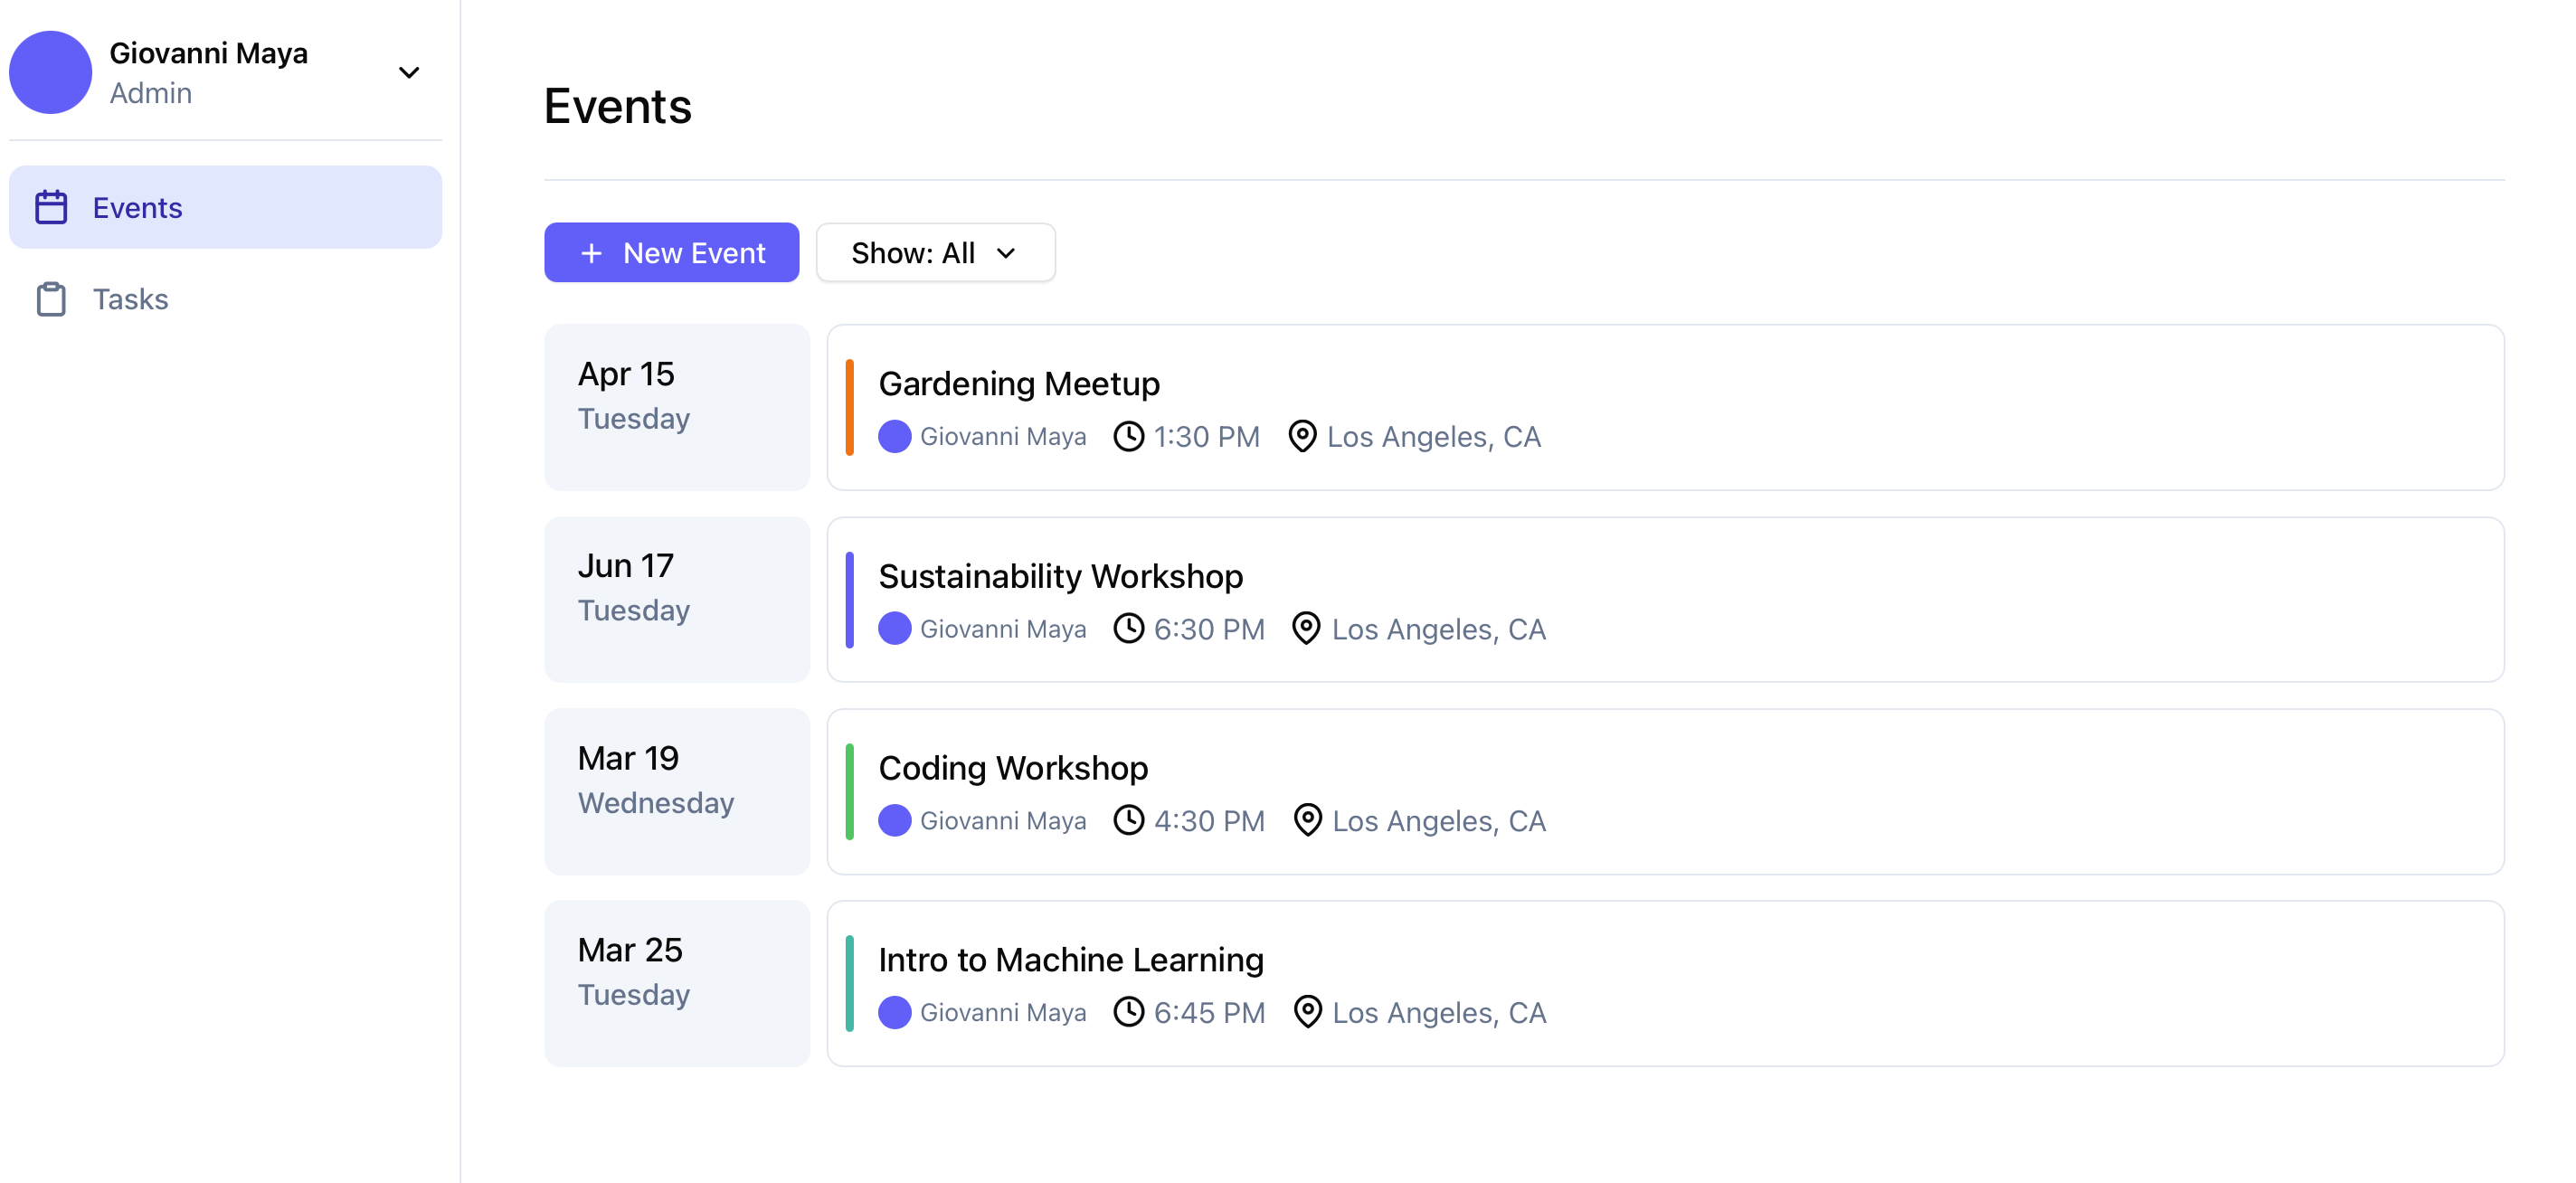 Giovanni Maya
Admin
Events
Tasks
Events
New Event
Show: All
Apr 15
Tuesday
Gardening Meetup
Giovanni Maya 1:30 PM Los Angeles, CA
Jun 17
Tuesday
Sustainability Workshop
Giovanni Maya 6:30 PM Los Angeles, CA
Mar 19
Wednesday
Coding Workshop
Giovanni Maya 4:30 PM Los Angeles, CA
Mar 25
Tuesday
Intro to Machine Learning
Giovanni Maya 6:45 PM Los Angeles, CA